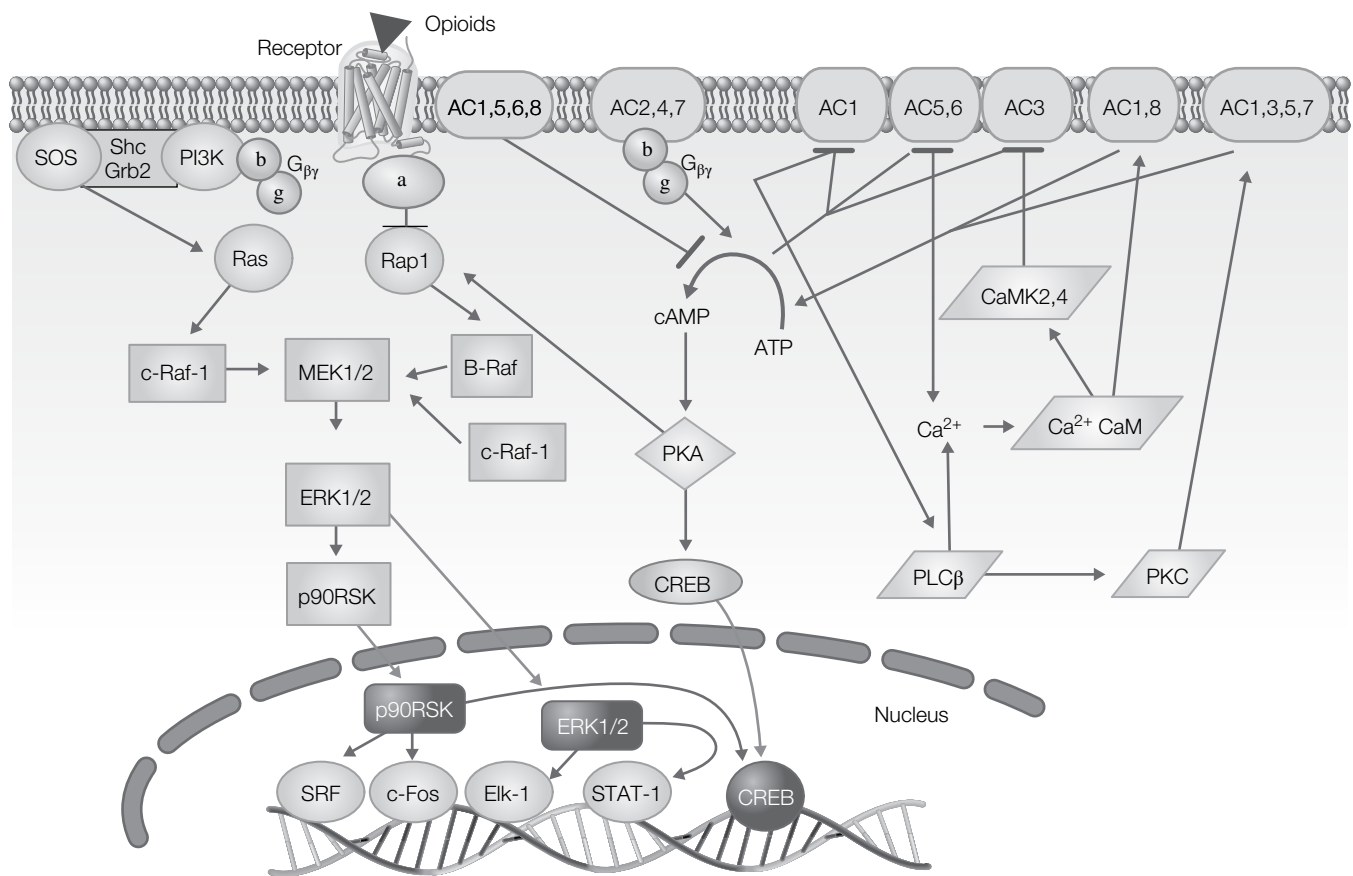 Opioids
Receptor
AC1,5,6,8
AC2,4,7
AC1
AC5,6
AC3
AC1,8
AC1,3,5,7
SOS
Shc
Grb2
PI3K
b
g
Gβγ
a
b
g
Gβγ
Ras
Rap1
CaMK2,4
cAMP
ATP
c-Raf-1
MEK1/2
B-Raf
Ca²⁺
Ca²⁺ CaM
c-Raf-1
PKA
ERK1/2
PLCβ
PKC
CREB
p90RSK
Nucleus
p90RSK
ERK1/2
SRF
c-Fos
Elk-1
STAT-1
CREB